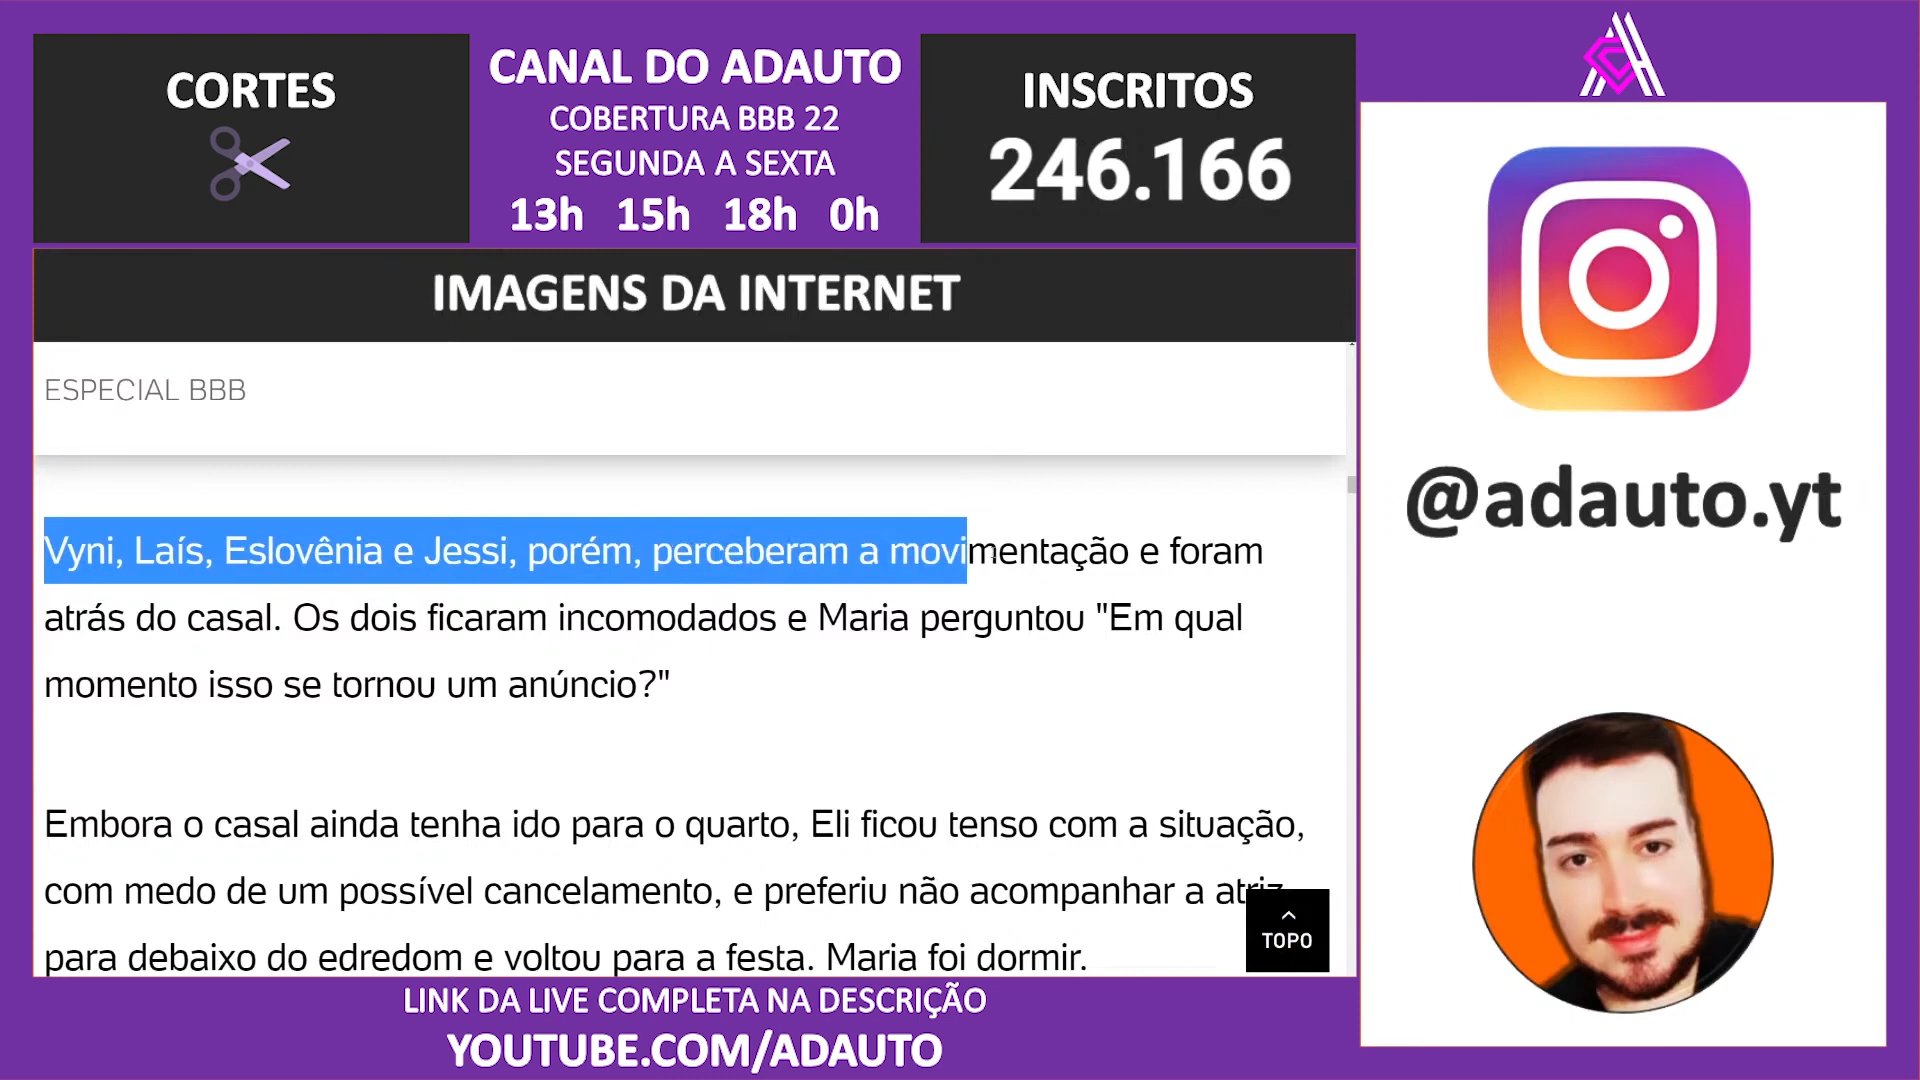 CORTES
CANAL DO ADAUTO
COBERTURA BBB 22
SEGUNDA A SEXTA
13h 15h 18h 0h
INSCRITOS
246.166
IMAGENS DA INTERNET
ESPECIAL BBB
Vyni, Laís, Eslovênia e Jessi, porém, perceberam a movimentação e foram
atrás do casal. Os dois ficaram incomodados e Maria perguntou "Em qual
momento isso se tornou um anúncio?"
Embora o casal ainda tenha ido para o quarto, Eli ficou tenso com a situação,
com medo de um possível cancelamento, e preferiu não acompanhar a atriz
para debaixo do edredom e voltou para a festa. Maria foi dormir.
TOPO
LINK DA LIVE COMPLETA NA DESCRIÇÃO
YOUTUBE.COM/ADAUTO
@adauto.yt